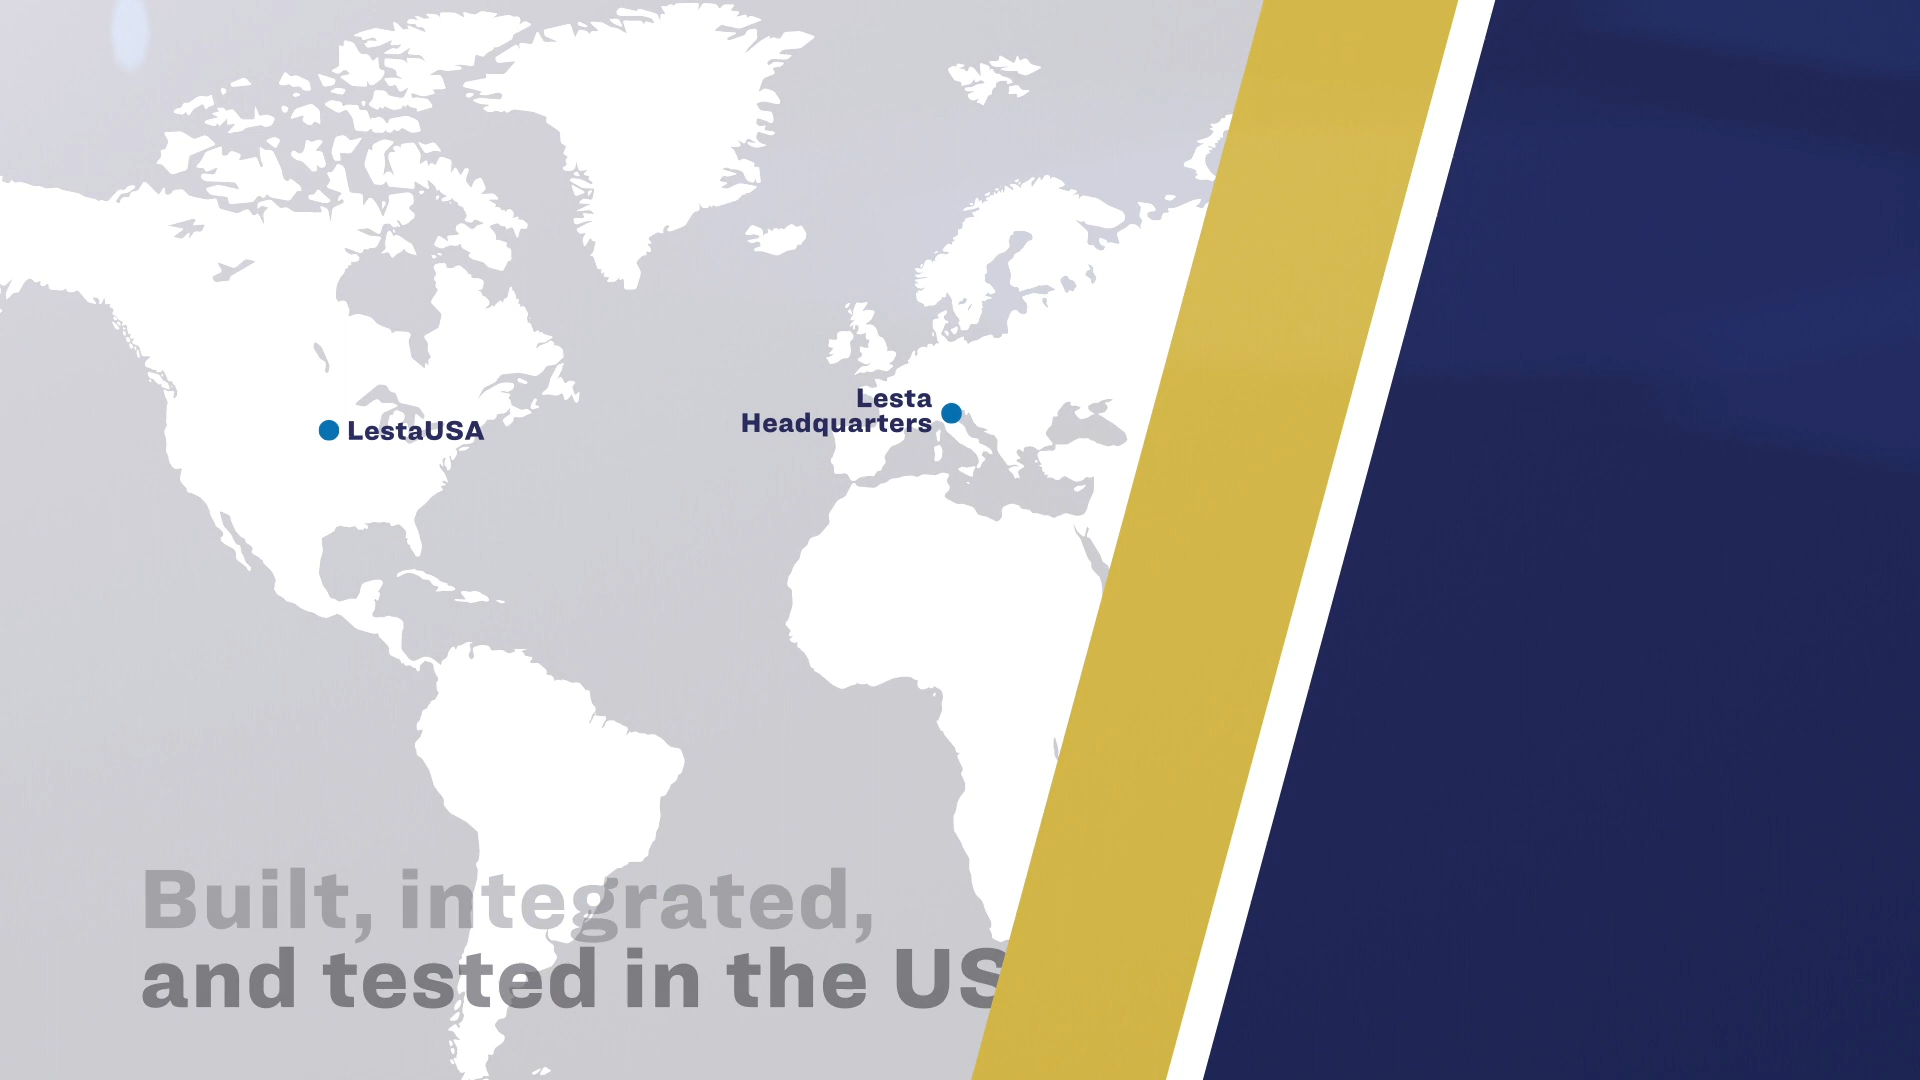 Lesta
Headquarters
LestaUSA
Built, integrated,
and tested in the US